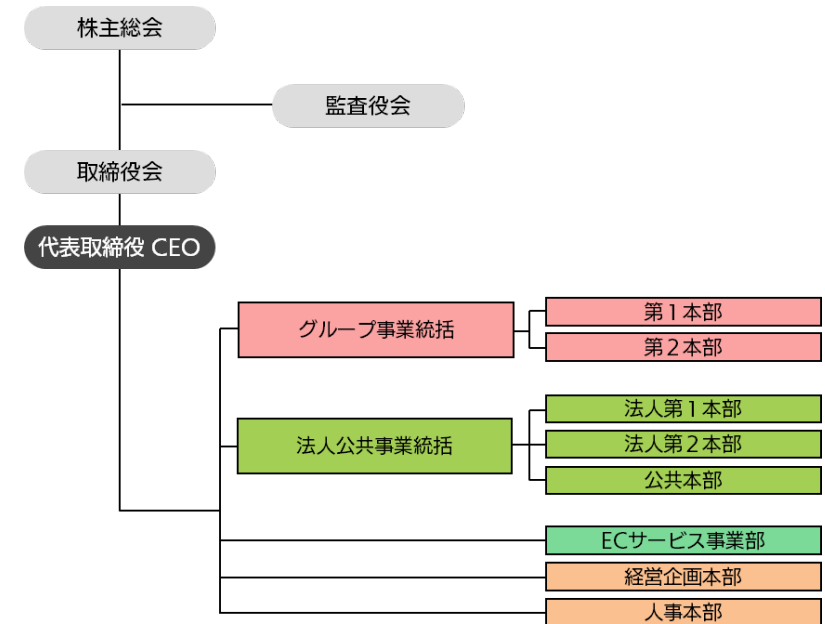 株主総会
監査役会
取締役会
代表取締役 CEO
グループ事業統括
第1本部
第2本部
法人公共事業統括
法人第1本部
法人第2本部
公共本部
ECサービス事業部
経営企画本部
人事本部